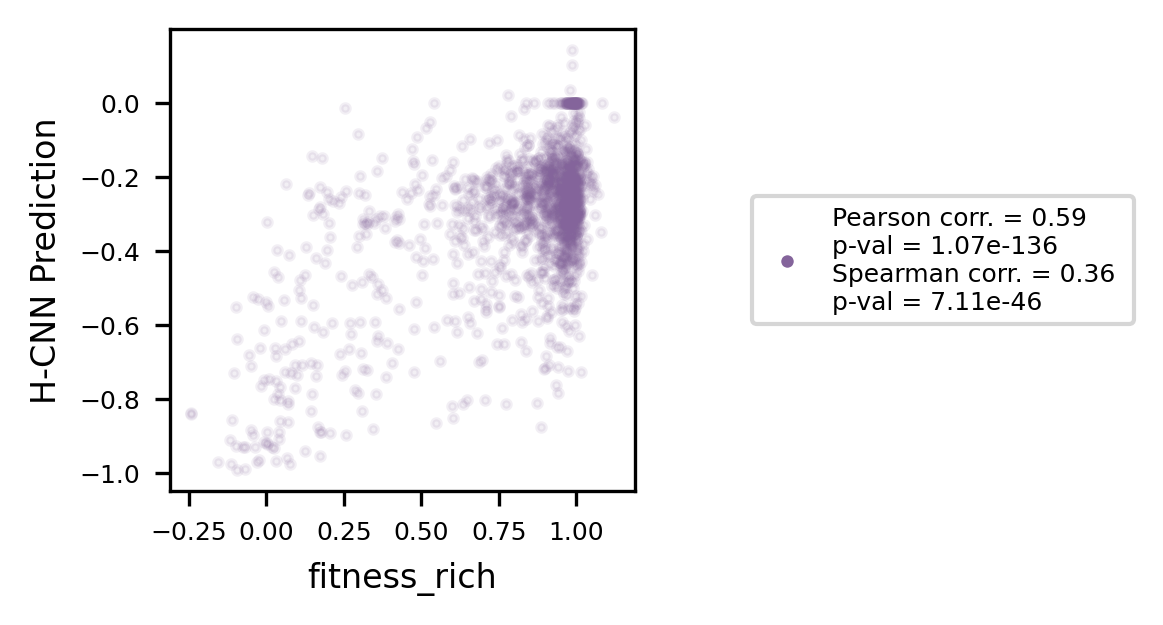 H-CNN Prediction
0.0
−0.2
−0.4
−0.6
−0.8
−1.0
−0.25 0.00 0.25 0.50 0.75 1.00
fitness_rich
Pearson corr. = 0.59
p-val = 1.07e-136
Spearman corr. = 0.36
p-val = 7.11e-46